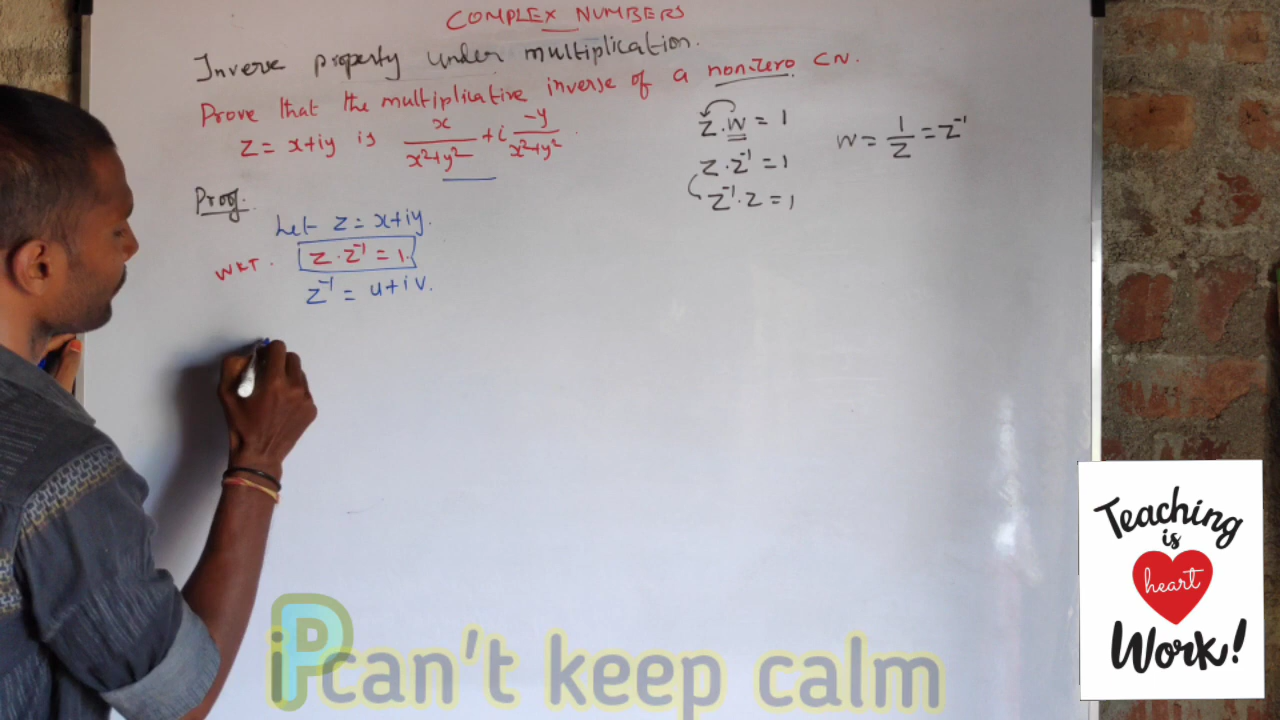 COMPLEX NUMBERS
Inverse property under multiplication.
Prove that the multiplicative inverse of a non-zero CN.
z = x+iy is x/(x²+y²) + i -y/(x²+y²).
z·w = 1
w = 1/z = z⁻¹
z·z⁻¹ = 1
z⁻¹·z = 1
Proof.
Let z = x+iy.
WKT. z·z⁻¹ = 1.
z⁻¹ = u+iv.
iP can't keep calm
Teaching
is
heart
Work!